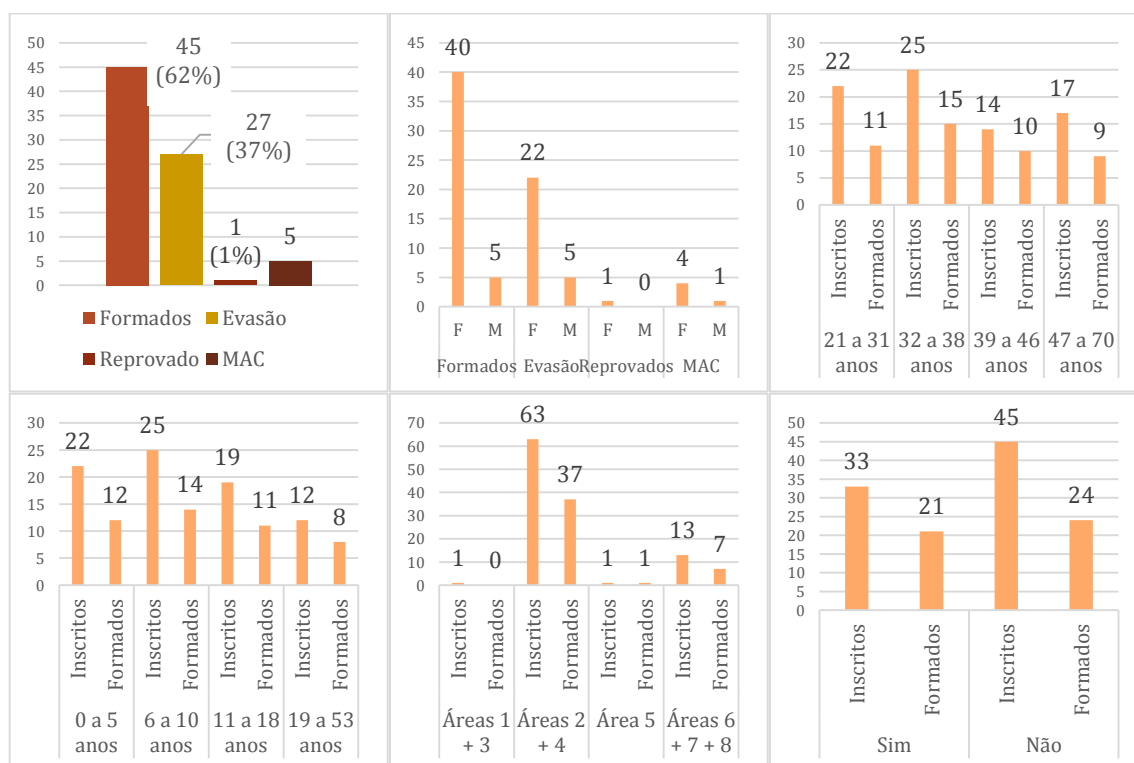 50
45
40
35
30
25
20
15
10
5
0
45
(62%)
27
(37%)
1
(1%)
5
Formados Evasão
Reprovado MAC
45
40
35
30
25
20
15
10
5
0
40
5
22
5
1
0
4
1
F M F M F M F M
Formados Evasão Reprovados MAC
30
25
20
15
10
5
0
22
11
25
15
14
10
17
9
Inscritos
Formados
Inscritos
Formados
Inscritos
Formados
Inscritos
Formados
21 a 31 anos
32 a 38 anos
39 a 46 anos
47 a 70 anos
30
25
20
15
10
5
0
22
12
25
14
19
11
12
8
Inscritos
Formados
Inscritos
Formados
Inscritos
Formados
Inscritos
Formados
0 a 5
anos
6 a 10
anos
11 a 18
anos
19 a 53
anos
70
60
50
40
30
20
10
0
1
0
63
37
1
1
13
7
Inscritos
Formados
Inscritos
Formados
Inscritos
Formados
Inscritos
Formados
Áreas 1
+ 3
Áreas 2
+ 4
Área 5
Áreas 6
+ 7 + 8
50
45
40
35
30
25
20
15
10
5
0
33
21
45
24
Inscritos
Formados
Inscritos
Formados
Sim
Não